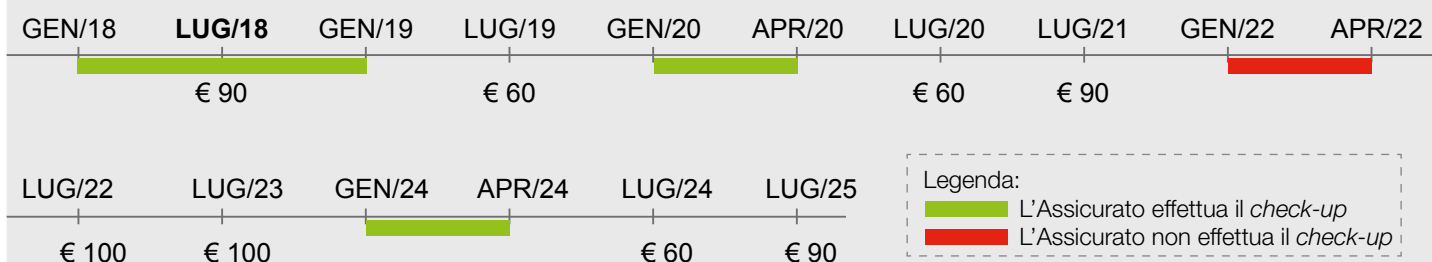 GEN/18 LUG/18 GEN/19 LUG/19 GEN/20 APR/20 LUG/20 LUG/21 GEN/22 APR/22
€ 90 € 60 € 60 € 90
LUG/22 LUG/23 GEN/24 APR/24 LUG/24 LUG/25
€ 100 € 100 € 60 € 90
Legenda:
L'Assicurato effettua il check-up
L'Assicurato non effettua il check-up